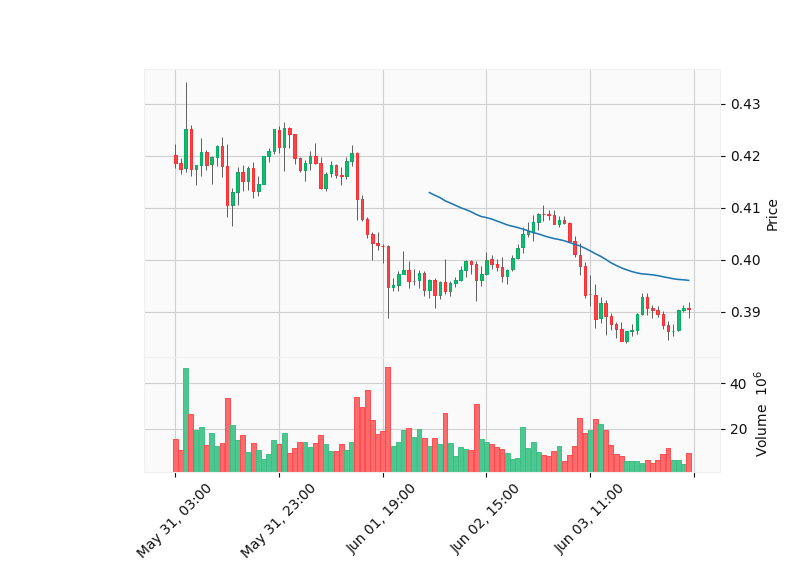 0.43
0.42
0.41
0.40
0.39
Price
40
20
Volume 10^6
May 31, 03:00
May 31, 23:00
Jun 01, 19:00
Jun 02, 15:00
Jun 03, 11:00